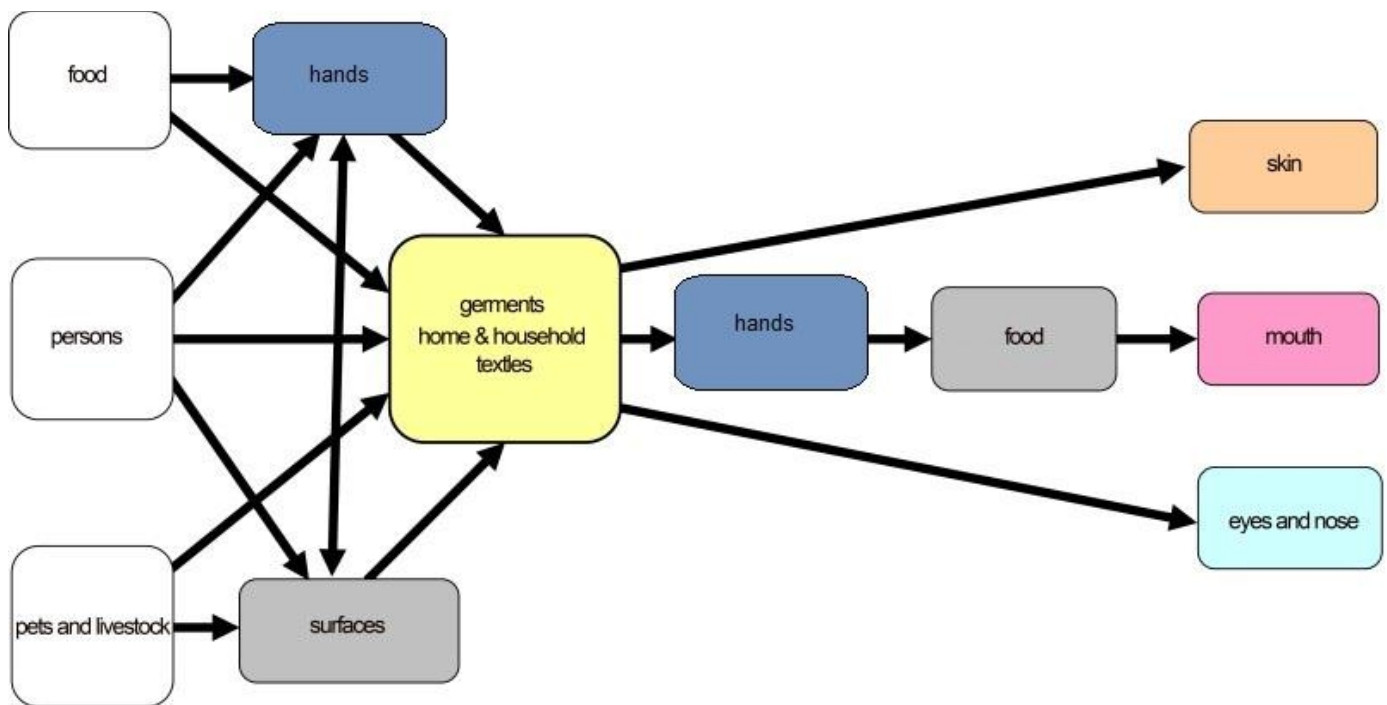 food
hands
persons
pets and livestock
surfaces
germents
home & household
textles
hands
food
skin
mouth
eyes and nose